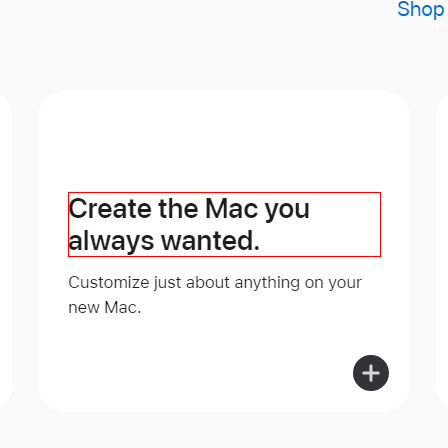 Shop
Create the Mac you
always wanted.
Customize just about anything on your
new Mac.